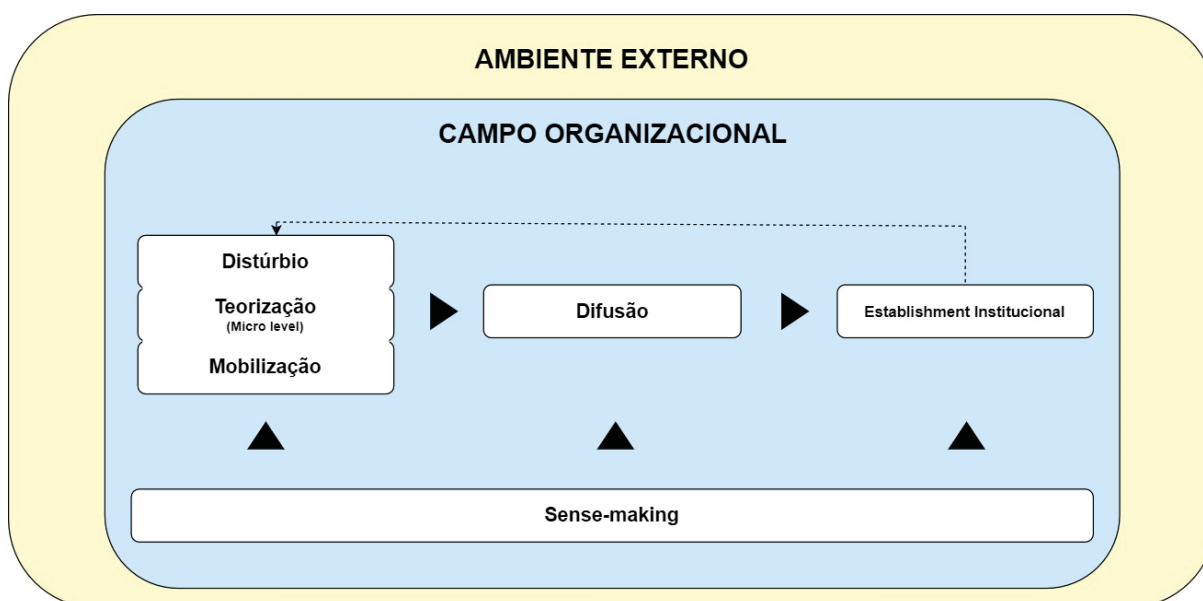 AMBIENTE EXTERNO
CAMPO ORGANIZACIONAL
Distúrbio
Teorização
(Micro level)
Mobilização
Difusão
Establishment Institucional
Sense-making